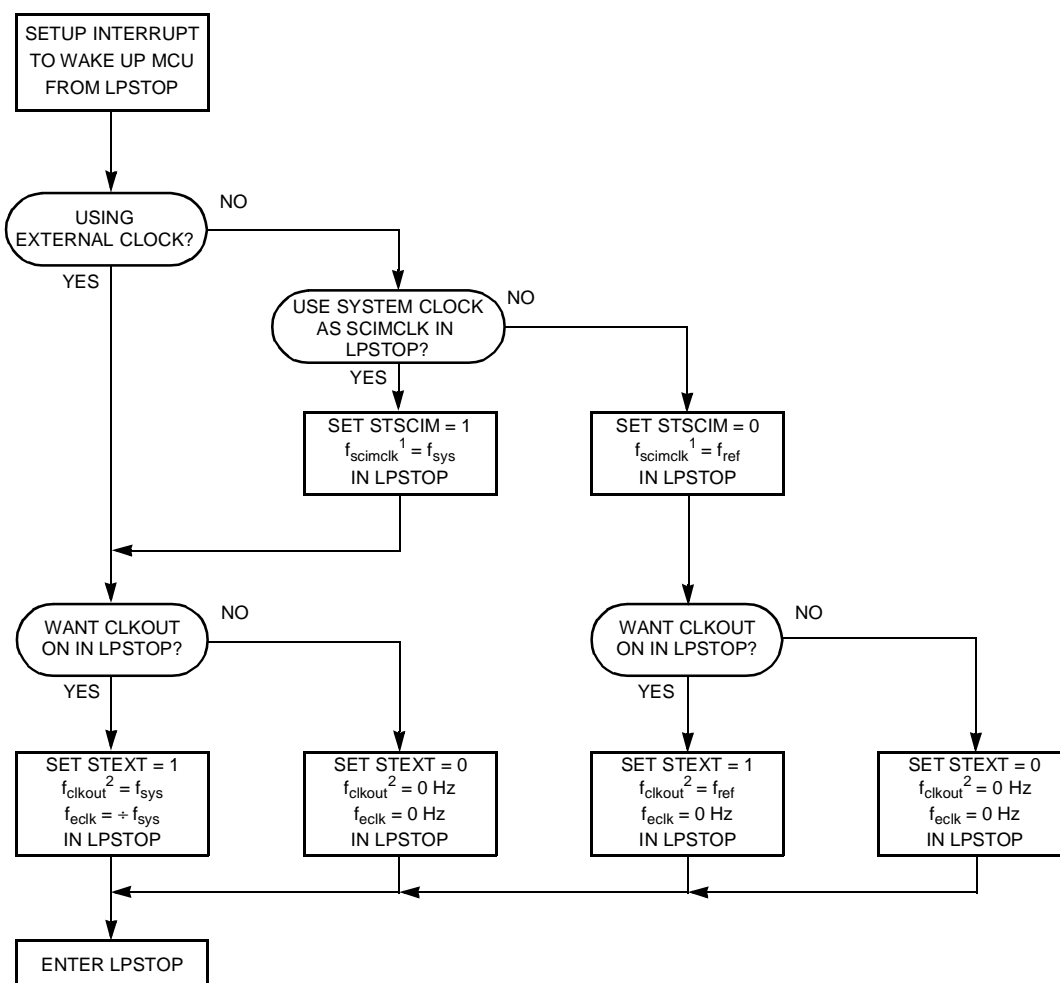 SETUP INTERRUPT
TO WAKE UP MCU
FROM LPSTOP
USING
EXTERNAL CLOCK?
NO
YES
USE SYSTEM CLOCK
AS SCIMCLK IN
LPSTOP?
NO
YES
SET STSCIM = 1
fscimclk1 = fsys
IN LPSTOP
SET STSCIM = 0
fscimclk1 = fref
IN LPSTOP
WANT CLKOUT
ON IN LPSTOP?
NO
YES
WANT CLKOUT
ON IN LPSTOP?
NO
YES
SET STEXT = 1
fclkout2 = fsys
feclk = ÷ fsys
IN LPSTOP
SET STEXT = 0
fclkout2 = 0 Hz
feclk = 0 Hz
IN LPSTOP
SET STEXT = 1
fclkout2 = fref
feclk = 0 Hz
IN LPSTOP
SET STEXT = 0
fclkout2 = 0 Hz
feclk = 0 Hz
IN LPSTOP
ENTER LPSTOP